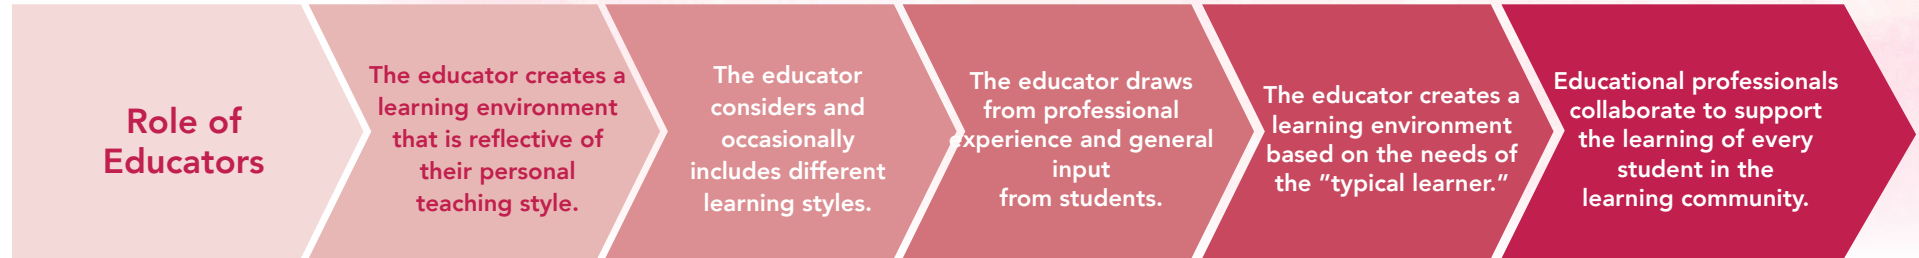 Role of
Educators
The educator creates a
learning environment
that is reflective of
their personal
teaching style.
The educator
considers and
occasionally
includes different
learning styles.
The educator draws
from professional
experience and general
input
from students.
The educator creates a
learning environment
based on the needs of
the ”typical learner.”
Educational professionals
collaborate to support
the learning of every
student in the
learning community.